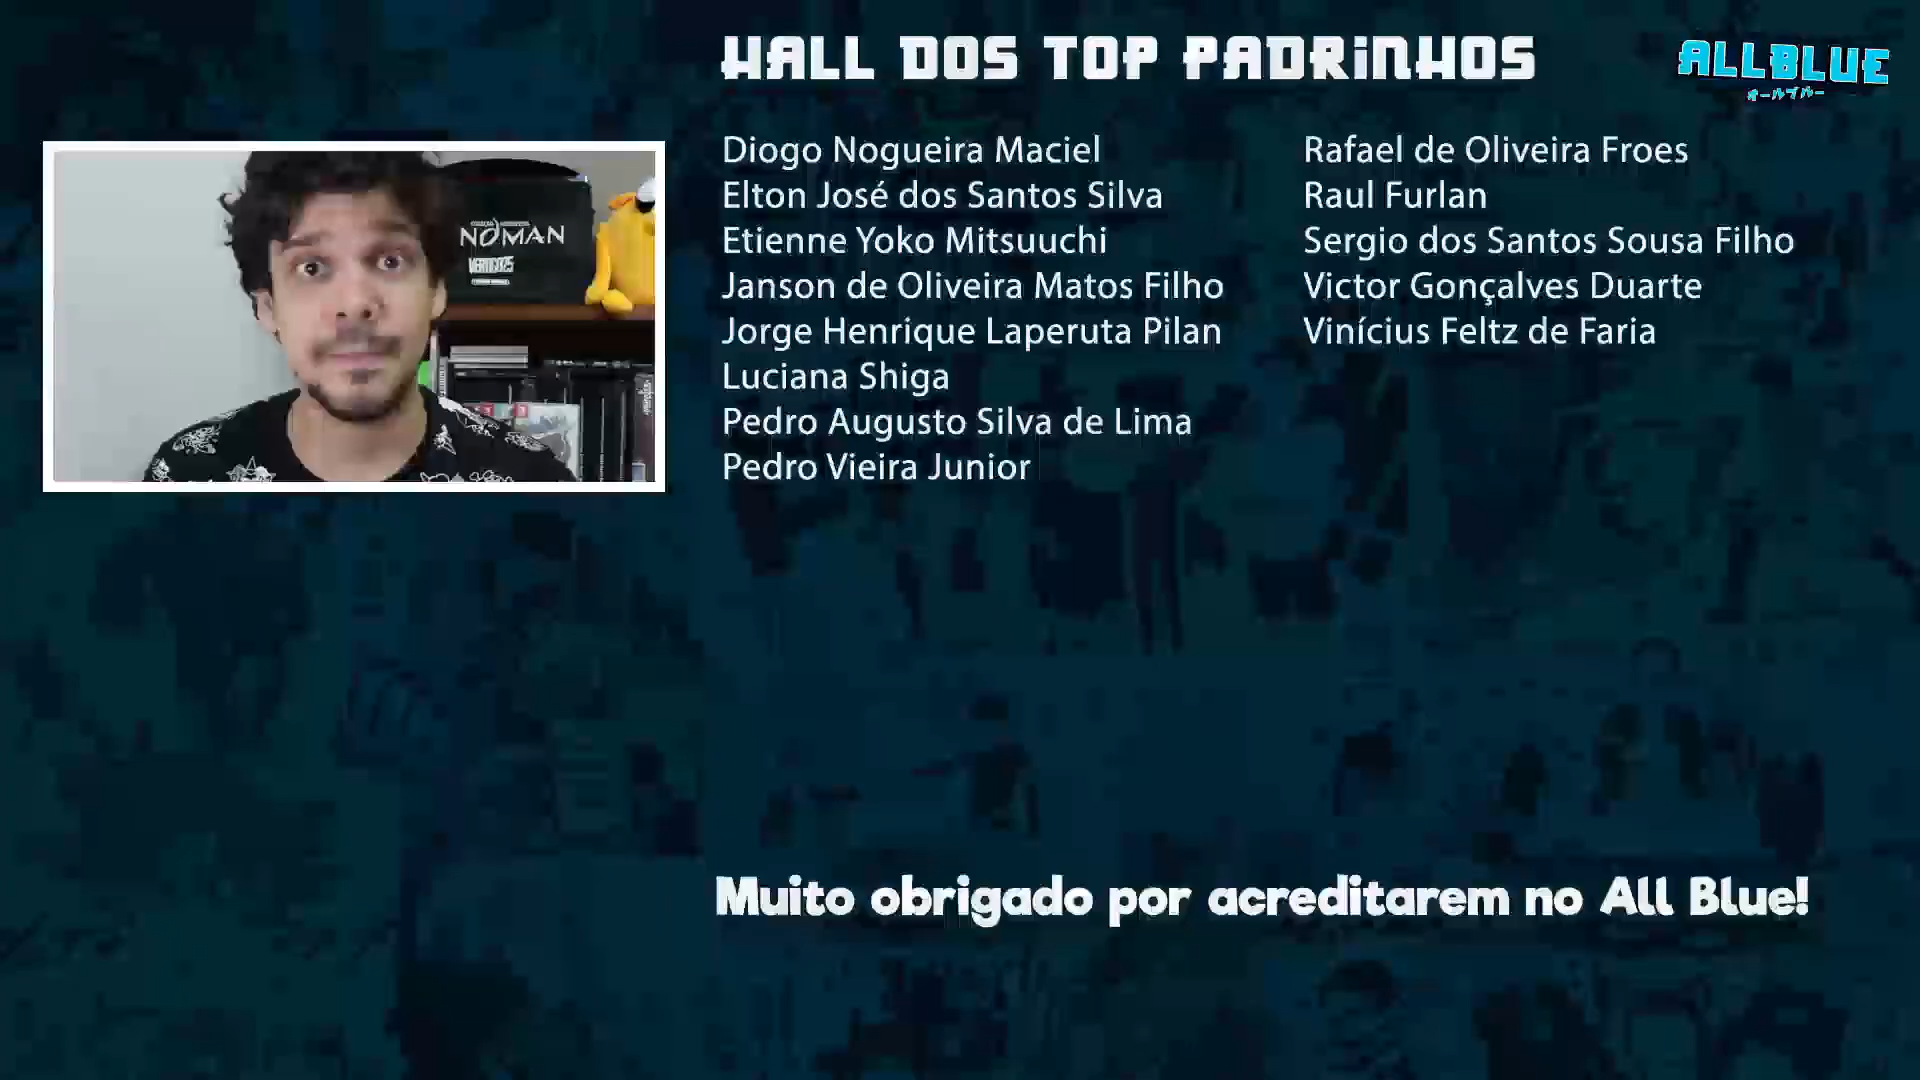 HALL DOS TOP PADRiNHOS
ALLBLUE
オールブルー
Diogo Nogueira Maciel
Elton José dos Santos Silva
Etienne Yoko Mitsuuchi
Janson de Oliveira Matos Filho
Jorge Henrique Laperuta Pilan
Luciana Shiga
Pedro Augusto Silva de Lima
Pedro Vieira Junior
Rafael de Oliveira Froes
Raul Furlan
Sergio dos Santos Sousa Filho
Victor Gonçalves Duarte
Vinícius Feltz de Faria
NOMAN
VERTIGO25
Muito obrigado por acreditarem no All Blue!